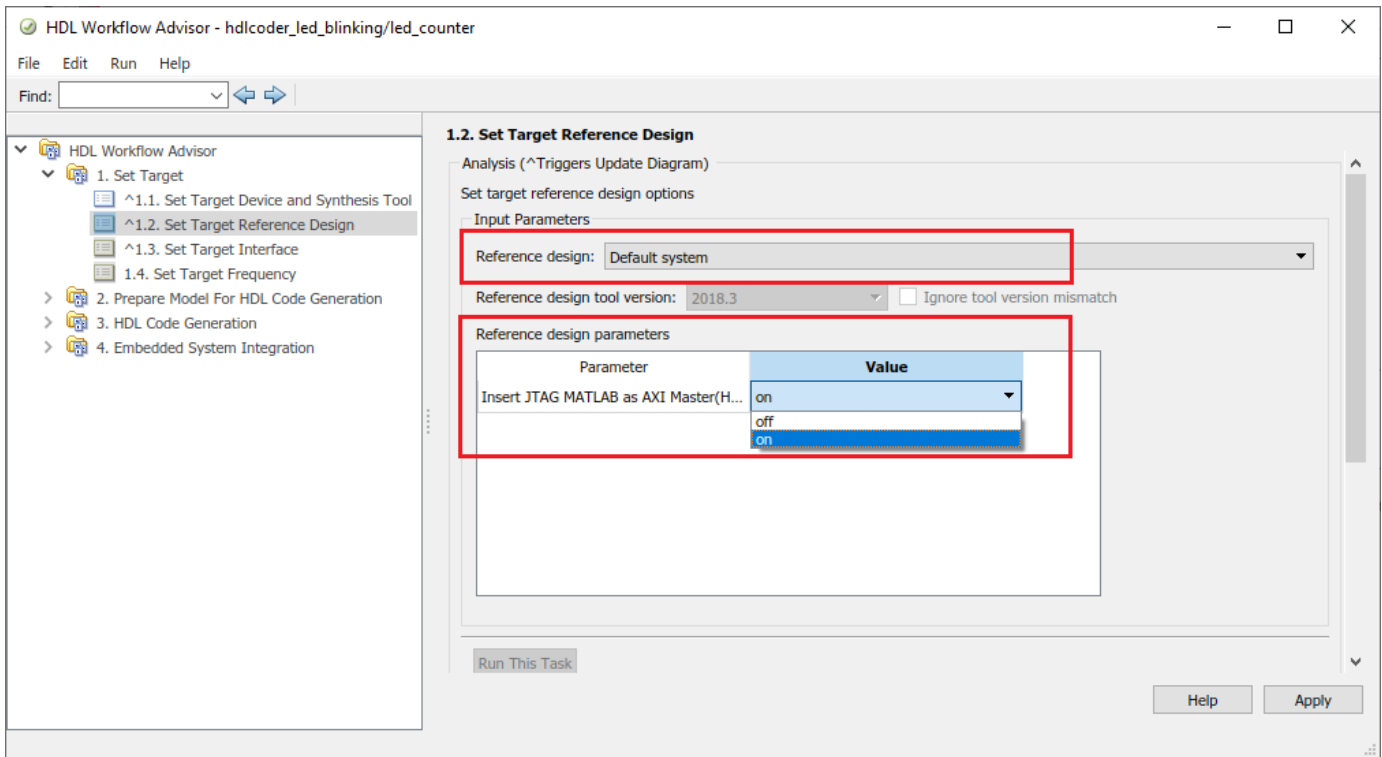 HDL Workflow Advisor - hdlcoder_led_blinking/led_counter
File Edit Run Help
Find:
HDL Workflow Advisor
1. Set Target
^1.1. Set Target Device and Synthesis Tool
^1.2. Set Target Reference Design
^1.3. Set Target Interface
1.4. Set Target Frequency
2. Prepare Model For HDL Code Generation
3. HDL Code Generation
4. Embedded System Integration
1.2. Set Target Reference Design
Analysis (^Triggers Update Diagram)
Set target reference design options
Input Parameters
Reference design: Default system
Reference design tool version: 2018.3 Ignore tool version mismatch
Reference design parameters
Parameter Value
Insert JTAG MATLAB as AXI Master(H... on
off
on
Run This Task
Help Apply